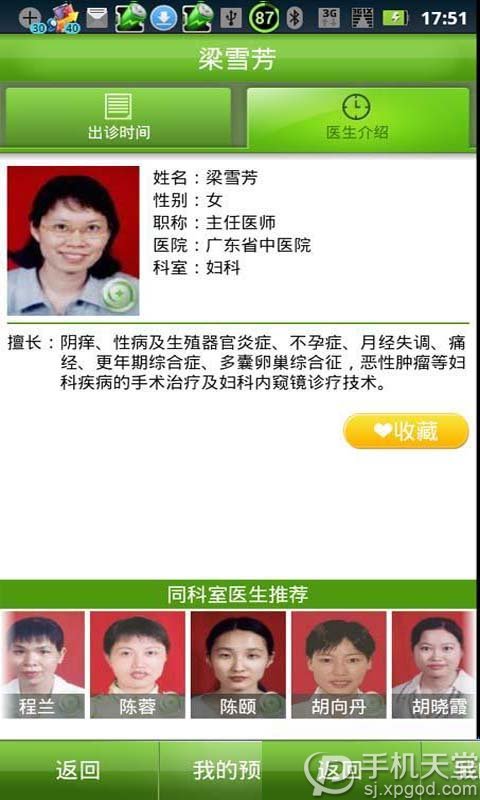 30
40
87
3G
3G1X
17:51
梁雪芳
出诊时间
医生介绍
姓名：梁雪芳
性别：女
职称：主任医师
医院：广东省中医院
科室：妇科
擅长：阴痒、性病及生殖器官炎症、不孕症、月经失调、痛
经、更年期综合症、多囊卵巢综合征，恶性肿瘤等妇
科疾病的手术治疗及妇科内窥镜诊疗技术。
❤收藏
同科室医生推荐
程兰
陈蓉
陈颐
胡向丹
胡晓霞
返回
我的预
返回
手机天堂
sj.xpgod.com